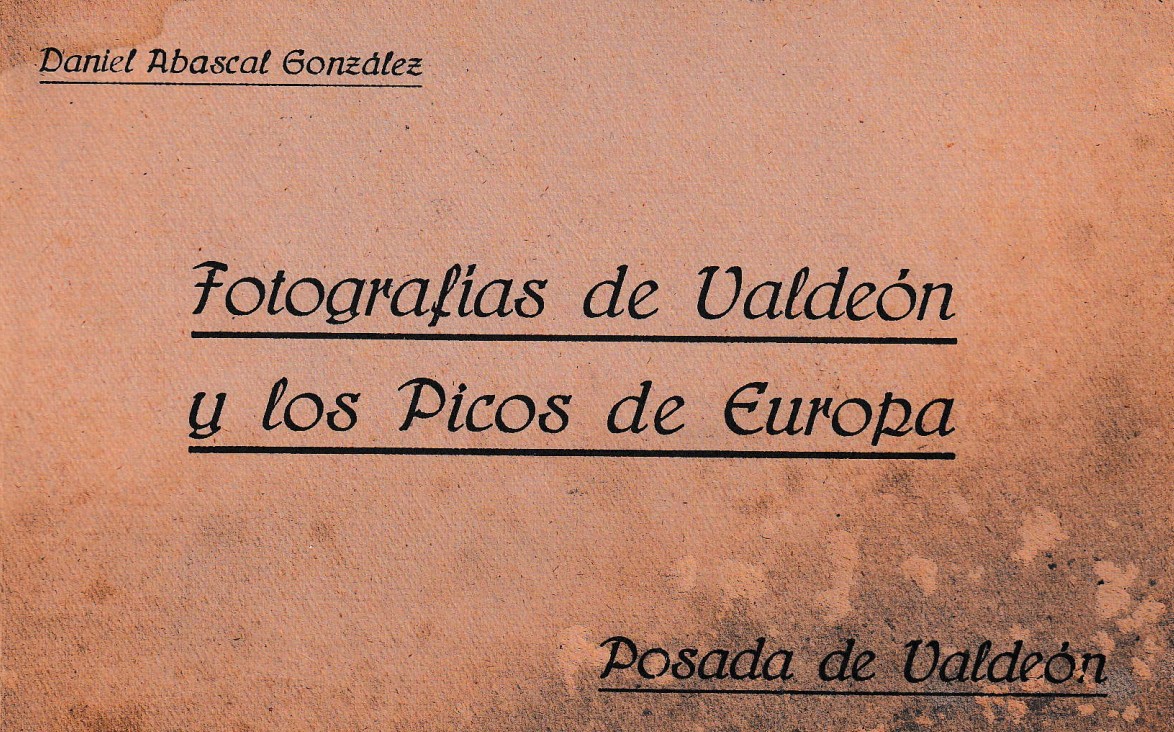 Daniel Abascal González
Fotografías de Valdeón
y los Picos de Europa
Posada de Valdeón